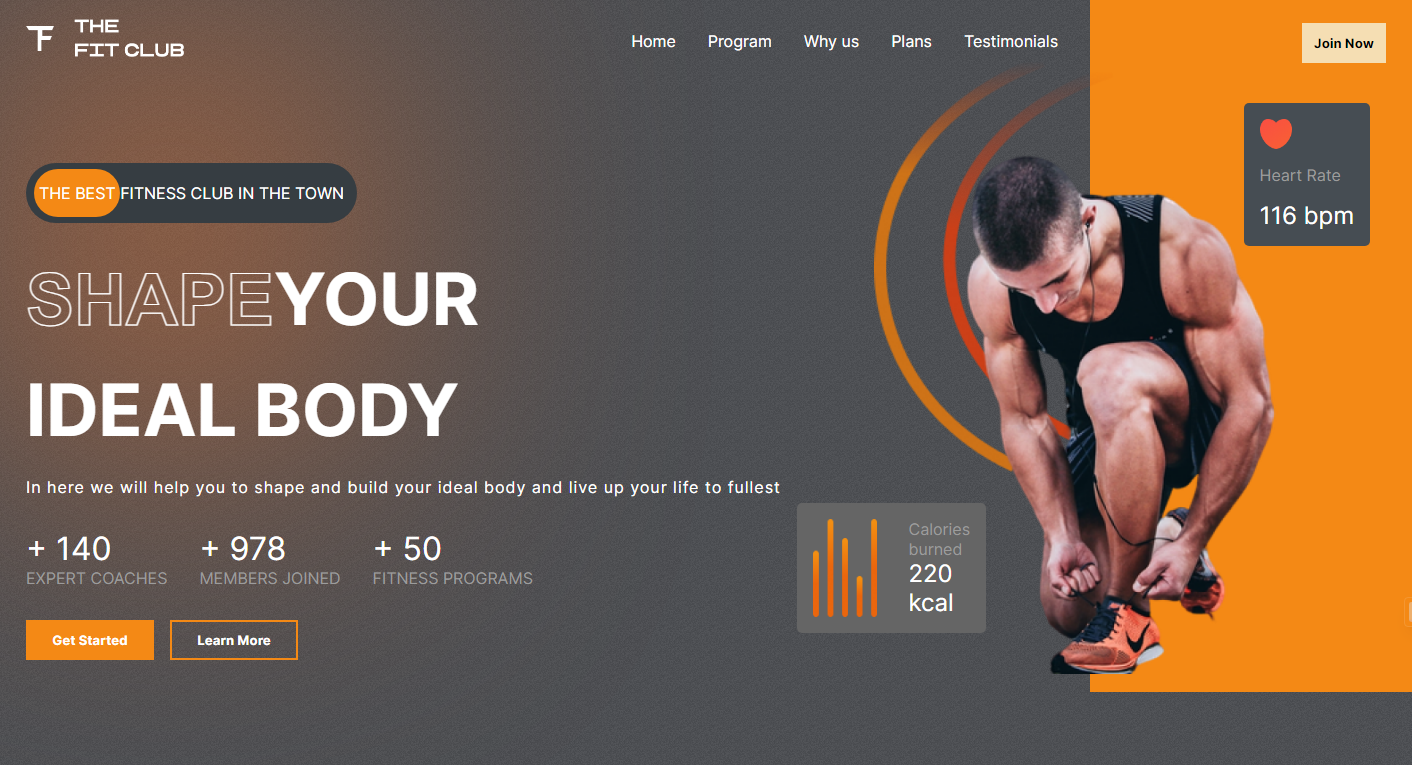 THE
FIT CLUB
Home Program Why us Plans Testimonials
Join Now
Heart Rate
116 bpm
THE BEST FITNESS CLUB IN THE TOWN
SHAPE YOUR
IDEAL BODY
In here we will help you to shape and build your ideal body and live up your life to fullest
+ 140 + 978 + 50
EXPERT COACHES MEMBERS JOINED FITNESS PROGRAMS
Get Started Learn More
Calories
burned
220
kcal